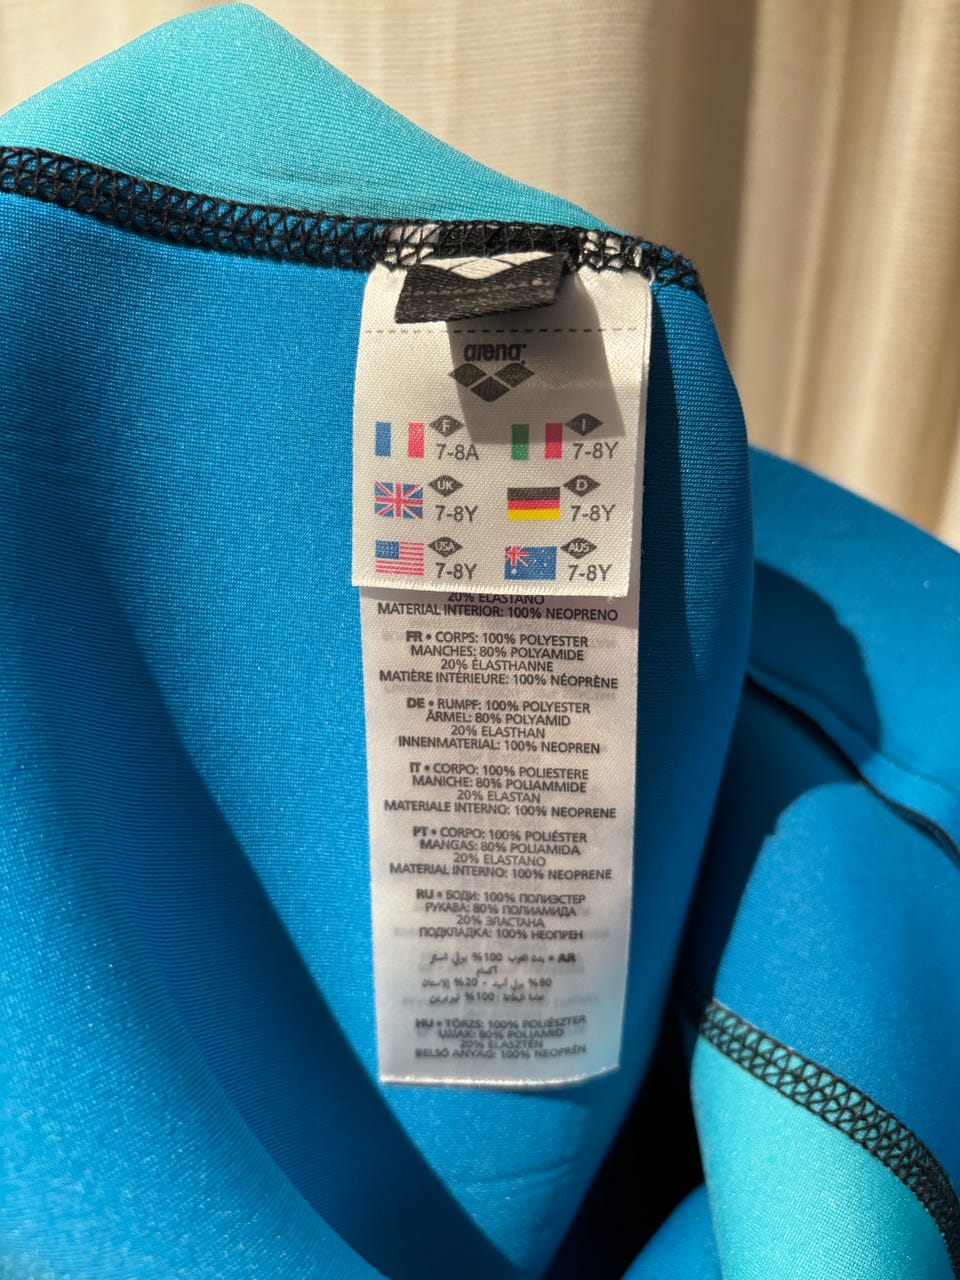 arena
F
7-8A
I
7-8Y
UK
7-8Y
D
7-8Y
USA
7-8Y
AUS
7-8Y
20% ELASTANO
MATERIAL INTERIOR: 100% NEOPRENO
FR • CORPS: 100% POLYESTER
MANCHES: 80% POLYAMIDE
20% ÉLASTHANNE
MATIÈRE INTÉRIEURE: 100% NÉOPRÈNE
DE • RUMPF: 100% POLYESTER
ÄRMEL: 80% POLYAMID
20% ELASTHAN
INNENMATERIAL: 100% NEOPREN
IT • CORPO: 100% POLIESTERE
MANICHE: 80% POLIAMMIDE
20% ELASTAN
MATERIALE INTERNO: 100% NEOPRENE
PT • CORPO: 100% POLIÉSTER
MANGAS: 80% POLIAMIDA
20% ELASTANO
MATERIAL INTERNO: 100% NEOPRENE
RU • БОДИ: 100% ПОЛИЭСТЕР
РУКАВА: 80% ПОЛИАМИДА
20% ЭЛАСТАНА
ПОДКЛАДКА: 100% НЕОПРЕН
AR • 100%
80% - 20%
100%
HU • TÖRZS: 100% POLIÉSZTER
UJJAK: 80% POLIAMID
20% ELASZTÉN
BELSŐ ANYAG: 100% NEOPRÉN